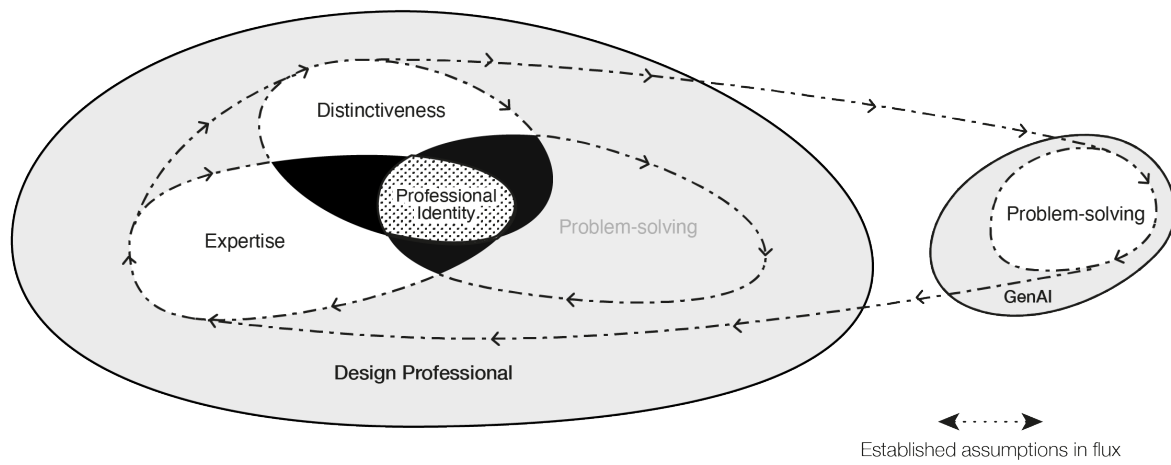 Distinctiveness
Professional
Identity
Expertise
Problem-solving
Problem-solving
GenAI
Design Professional
Established assumptions in flux